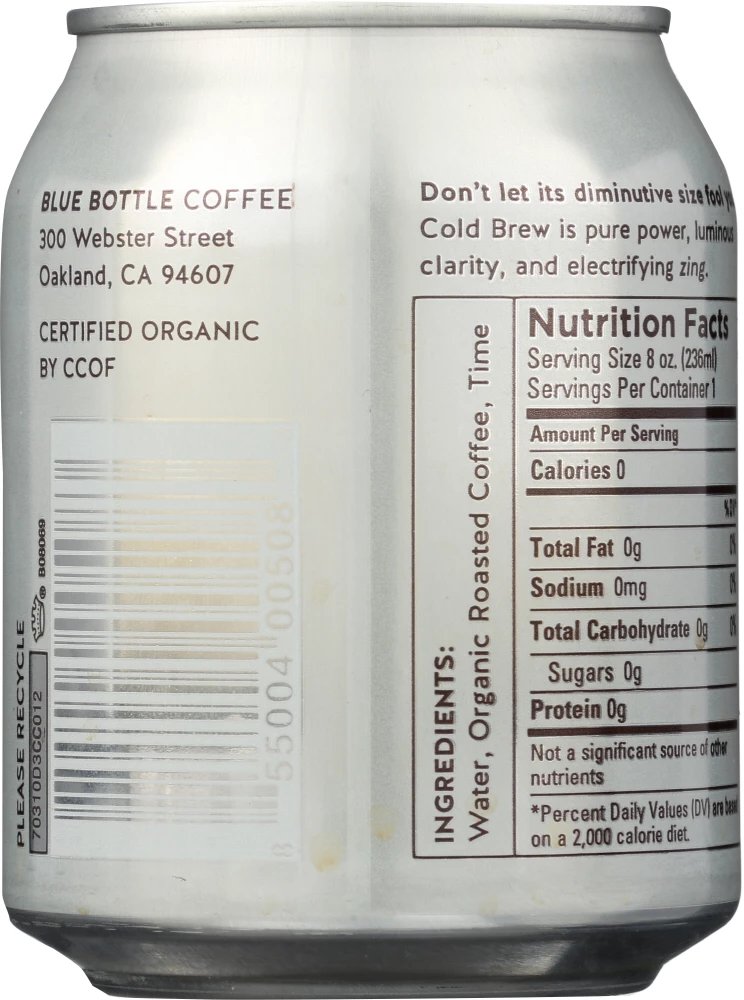 BLUE BOTTLE COFFEE
300 Webster Street
Oakland, CA 94607
CERTIFIED ORGANIC
BY CCOF
PLEASE RECYCLE
70310D3CC012
B08069
8 55004 00508
Don't let its diminutive size fool
Cold Brew is pure power, luminous
clarity, and electrifying zing.
INGREDIENTS:
Water, Organic Roasted Coffee, Time
Nutrition Facts
Serving Size 8 oz. (236ml)
Servings Per Container 1
Amount Per Serving
Calories 0
Total Fat 0g
Sodium 0mg
Total Carbohydrate 0g
Sugars 0g
Protein 0g
Not a significant source of other
nutrients
*Percent Daily Values (DV) are based
on a 2,000 calorie diet.